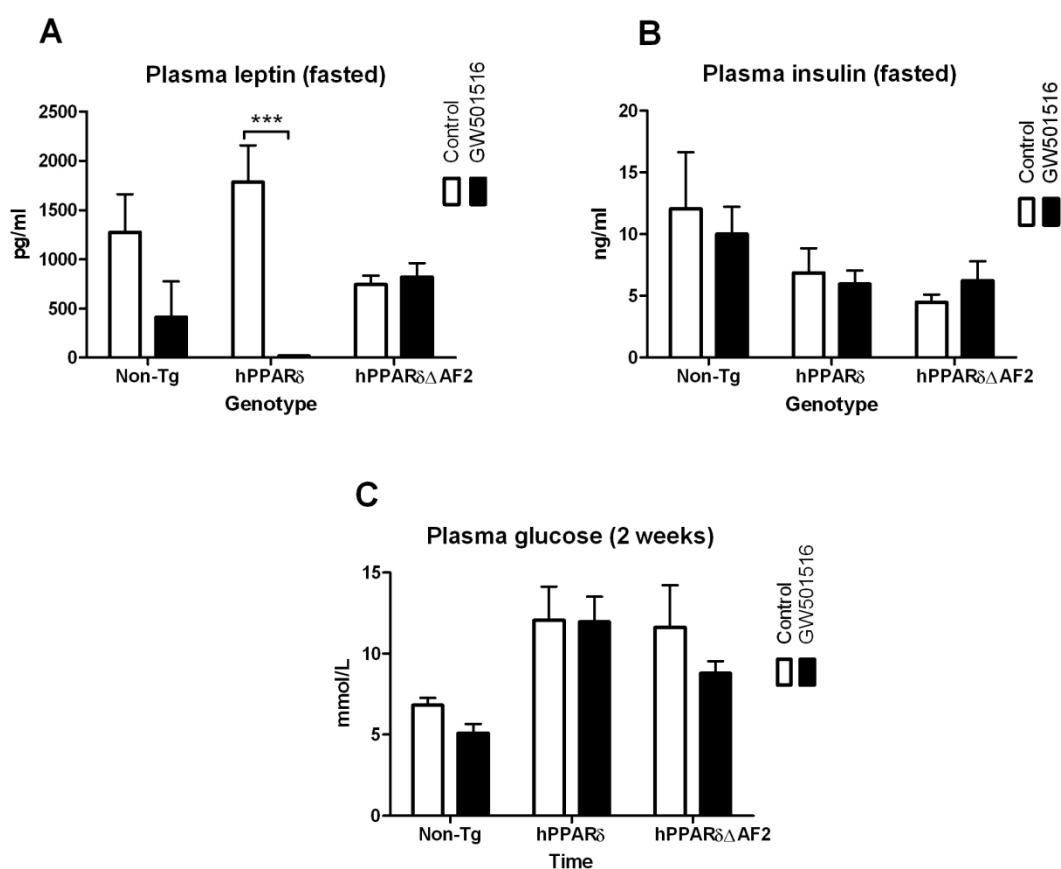 A
Plasma leptin (fasted)
Control
GW501516
2500
2000
1500
1000
500
0
pg/ml
***
Non-Tg
hPPARδ
hPPARδΔAF2
Genotype
B
Plasma insulin (fasted)
Control
GW501516
20
15
10
5
0
ng/ml
Non-Tg
hPPARδ
hPPARδΔAF2
Genotype
C
Plasma glucose (2 weeks)
Control
GW501516
15
10
5
0
mmol/L
Non-Tg
hPPARδ
hPPARδΔAF2
Time